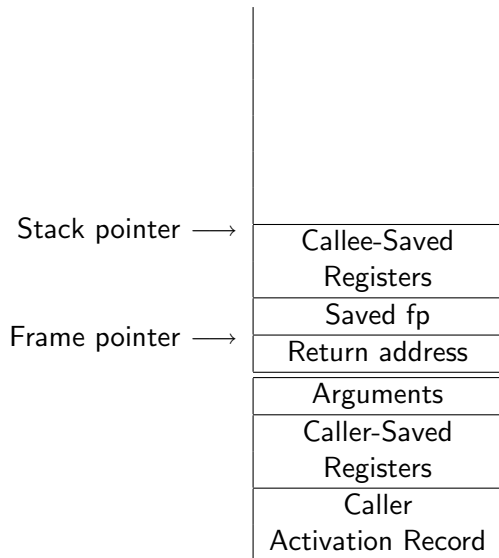 Stack pointer ⟶
Callee-Saved
Registers
Saved fp
Frame pointer ⟶
Return address
Arguments
Caller-Saved
Registers
Caller
Activation Record